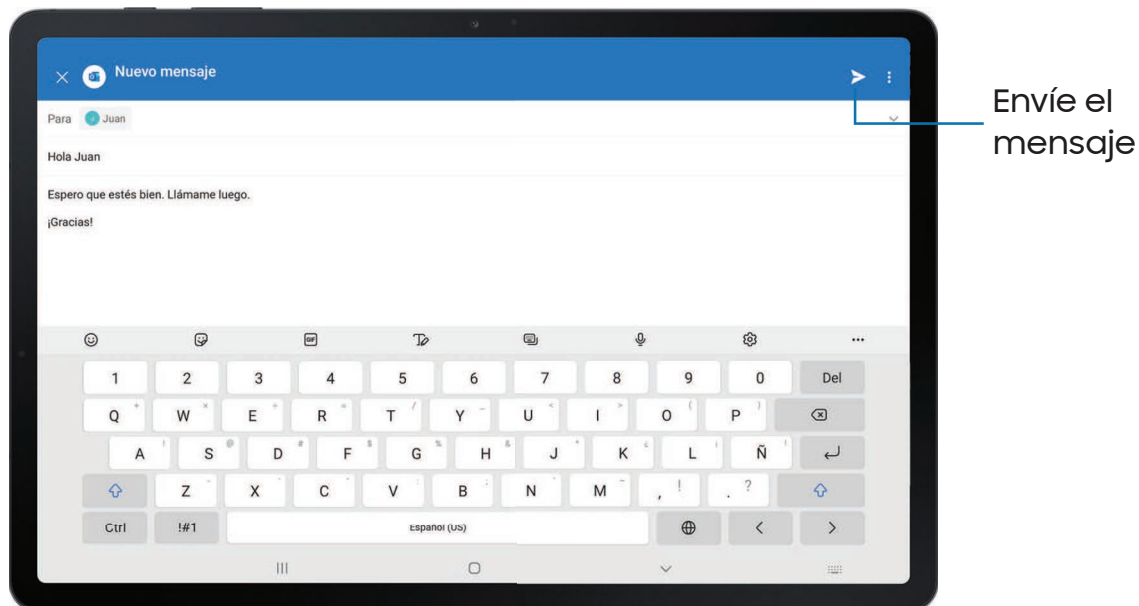 Nuevo mensaje
Para Juan
Hola Juan
Espero que estés bien. Llámame luego.
¡Gracias!
Envíe el
mensaje
GIF
1 2 3 4 5 6 7 8 9 0 Del
Q W E R T Y U I O P
A S D F G H J K L Ñ
Z X C V B N M , ! . ?
Ctrl !#1 Español (US)